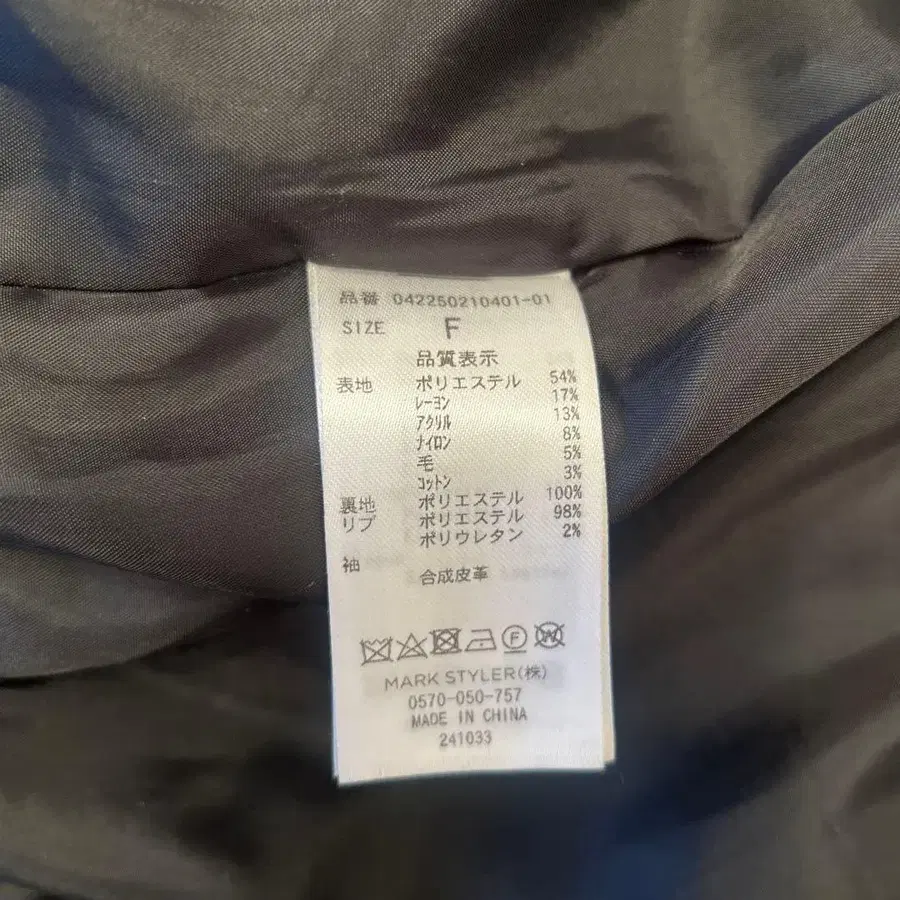 品番 042250210401-01
SIZE F
品質表示
表地 ポリエステル 54%
レーヨン 17%
アクリル 13%
ナイロン 8%
毛 5%
コットン 3%
裏地 ポリエステル 100%
リブ ポリエステル 98%
ポリウレタン 2%
袖 合成皮革
F W
MARK STYLER(株)
0570-050-757
MADE IN CHINA
241033